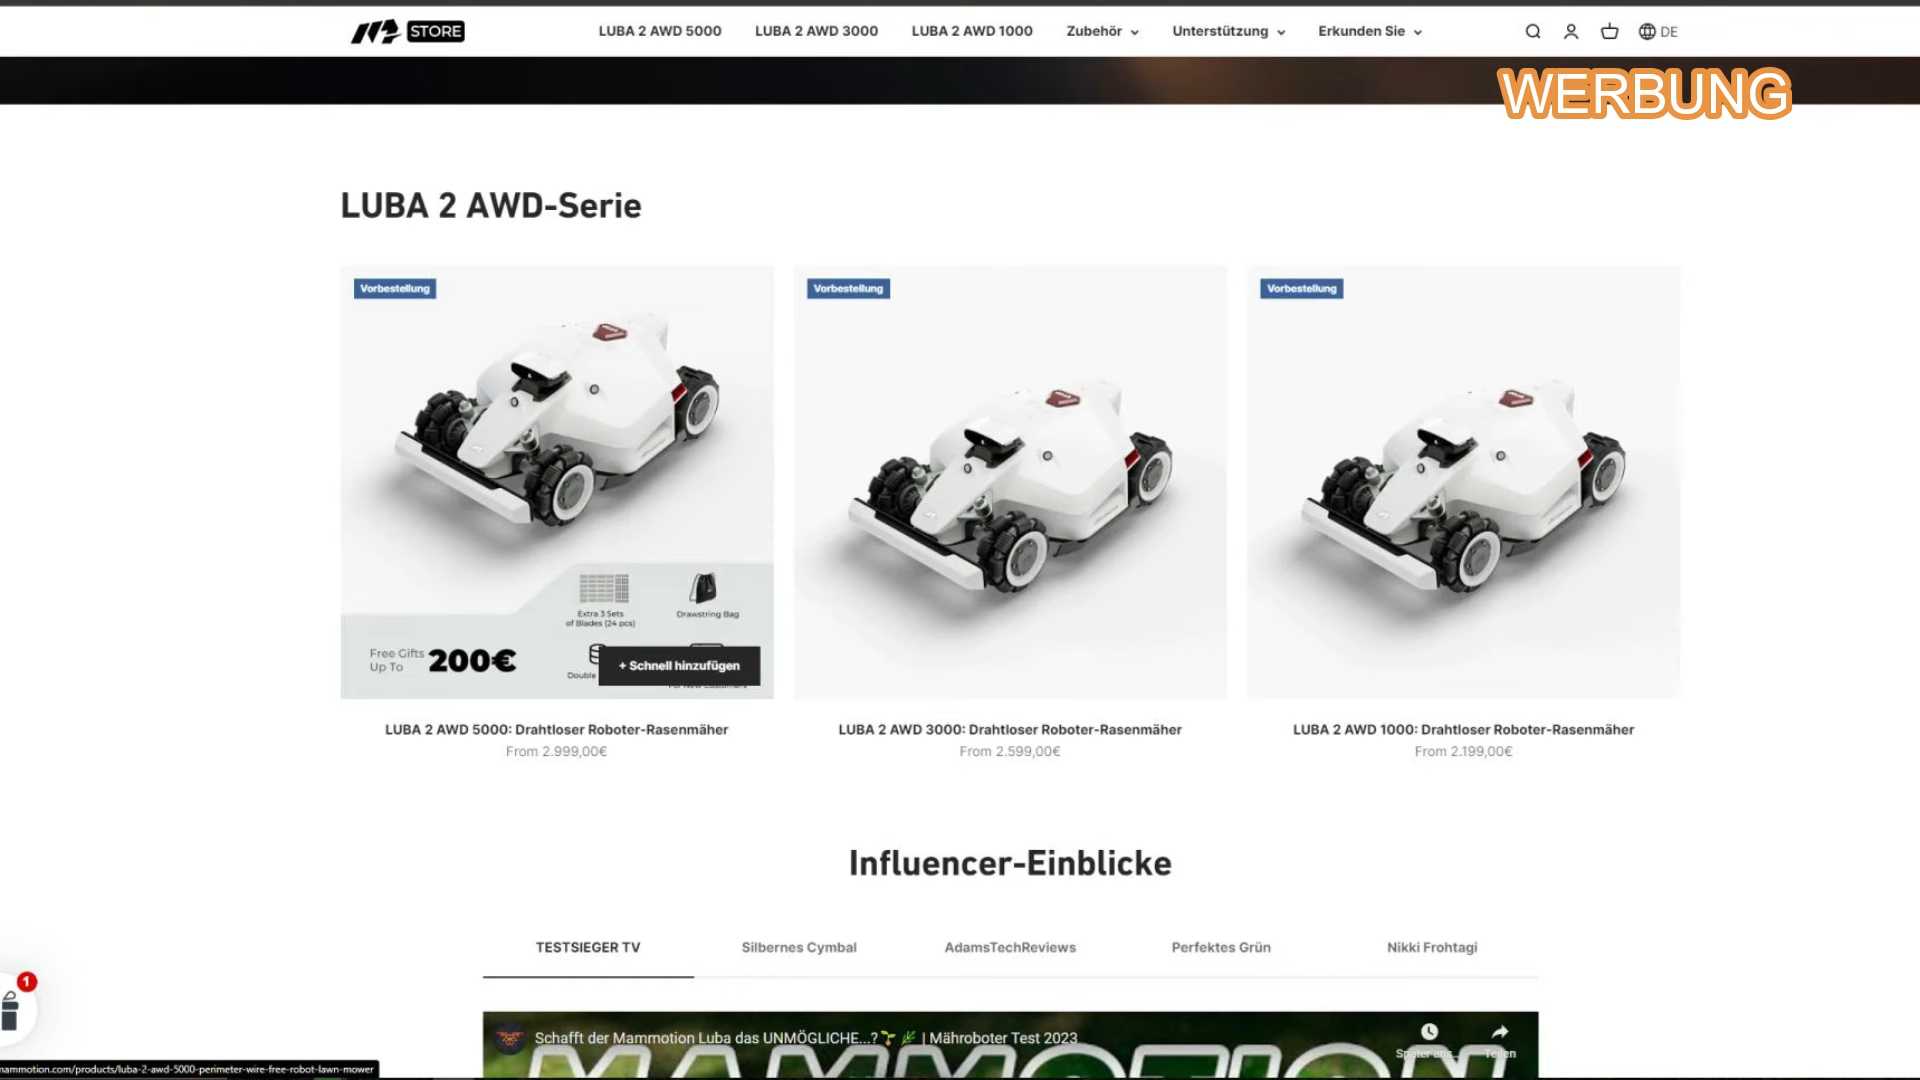 STORE
LUBA 2 AWD 5000
LUBA 2 AWD 3000
LUBA 2 AWD 1000
Zubehör
Unterstützung
Erkunden Sie
DE
WERBUNG
LUBA 2 AWD-Serie
Vorbestellung
Vorbestellung
Vorbestellung
Extra 3 Sets
of Blades (24 pcs)
Drawstring Bag
Free Gifts
Up To
200€
Double
+ Schnell hinzufügen
LUBA 2 AWD 5000: Drahtloser Roboter-Rasenmäher
From 2.999,00€
LUBA 2 AWD 3000: Drahtloser Roboter-Rasenmäher
From 2.599,00€
LUBA 2 AWD 1000: Drahtloser Roboter-Rasenmäher
From 2.199,00€
Influencer-Einblicke
TESTSIEGER TV
Silbernes Cymbal
AdamsTechReviews
Perfektes Grün
Nikki Frohtagi
1
Schafft der Mammotion Luba das UNMÖGLICHE...? | Mähroboter Test 2023
Später ans...
Teilen
MAMMOTION
mammotion.com/products/luba-2-awd-5000-perimeter-wire-free-robot-lawn-mower